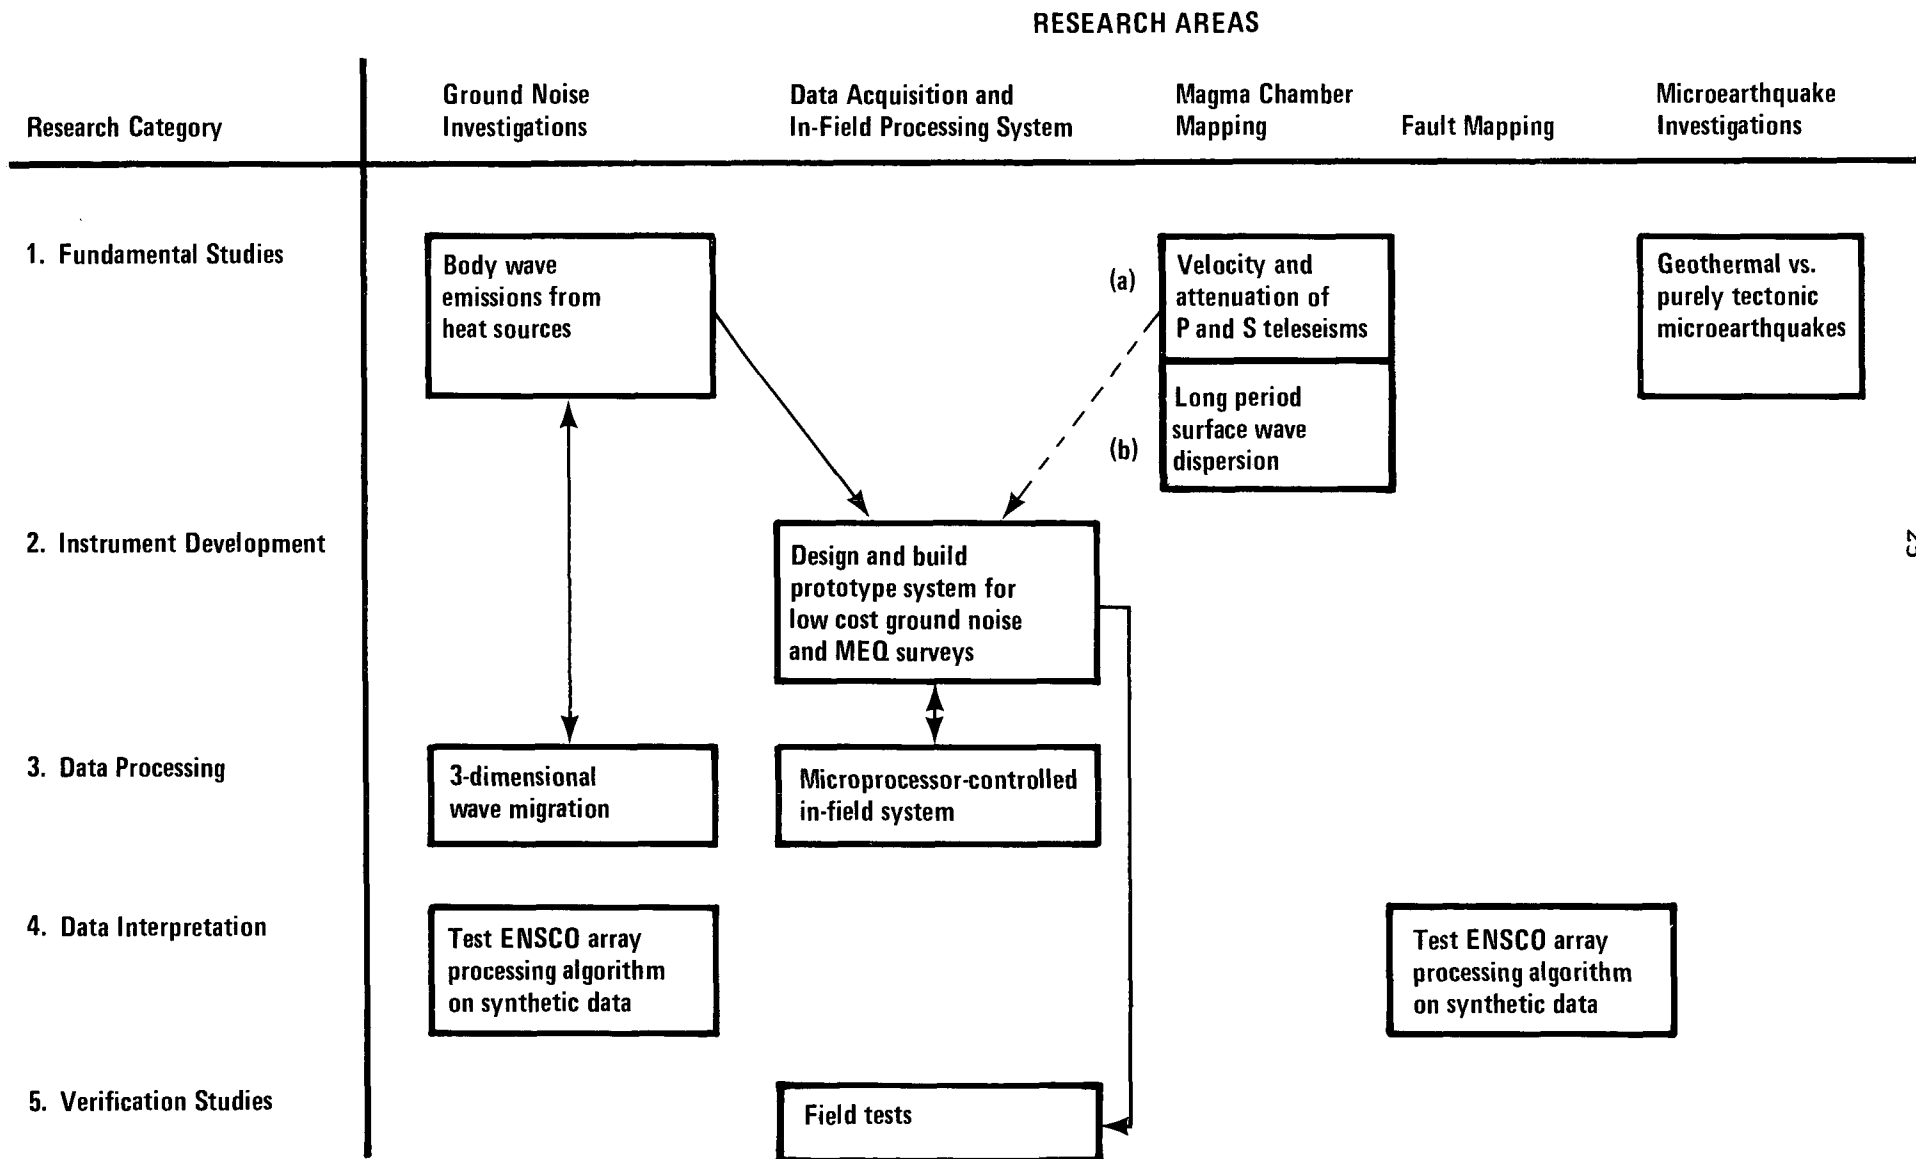 RESEARCH AREAS
Research Category
Ground Noise
Investigations
Data Acquisition and
In-Field Processing System
Magma Chamber
Mapping
Fault Mapping
Microearthquake
Investigations
1. Fundamental Studies
Body wave
emissions from
heat sources
(a)
Velocity and
attenuation of
P and S teleseisms
(b)
Long period
surface wave
dispersion
Geothermal vs.
purely tectonic
microearthquakes
2. Instrument Development
Design and build
prototype system for
low cost ground noise
and MEQ surveys
25
3. Data Processing
3-dimensional
wave migration
Microprocessor-controlled
in-field system
4. Data Interpretation
Test ENSCO array
processing algorithm
on synthetic data
Test ENSCO array
processing algorithm
on synthetic data
5. Verification Studies
Field tests